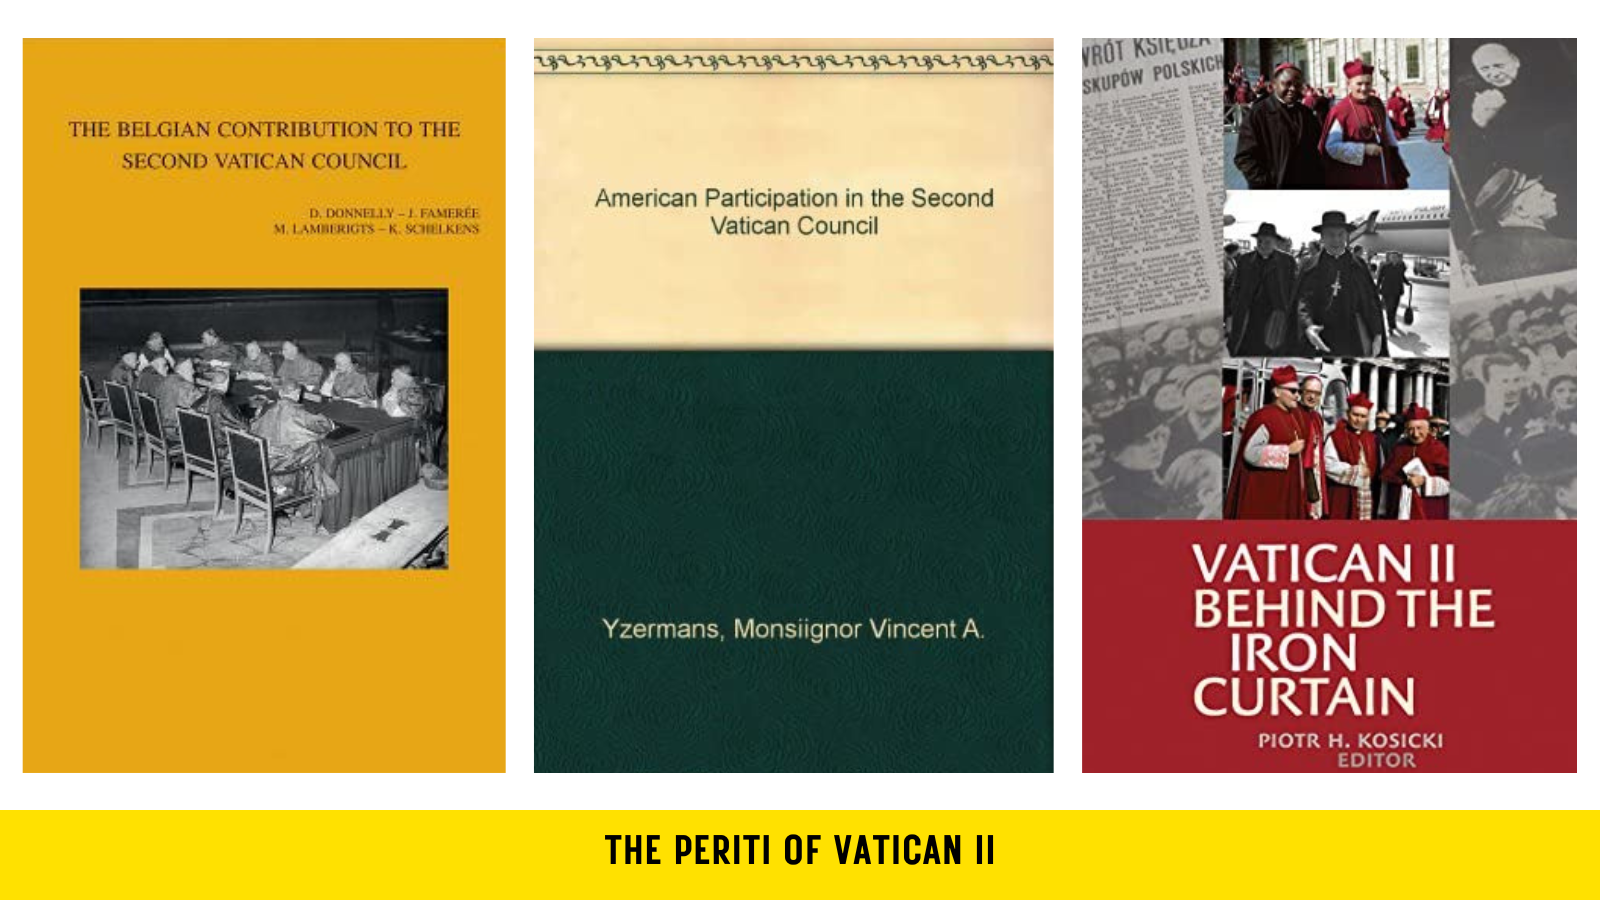 THE BELGIAN CONTRIBUTION TO THE
SECOND VATICAN COUNCIL
D. DONNELLY – J. FAMERÉE
M. LAMBERIGTS – K. SCHELKENS
American Participation in the Second
Vatican Council
Yzermans, Monsiignor Vincent A.
WRÓT KSIĘDZA
SKUPÓW POLSKICH
VATICAN II
BEHIND THE
IRON
CURTAIN
PIOTR H. KOSICKI
EDITOR
THE PERITI OF VATICAN II